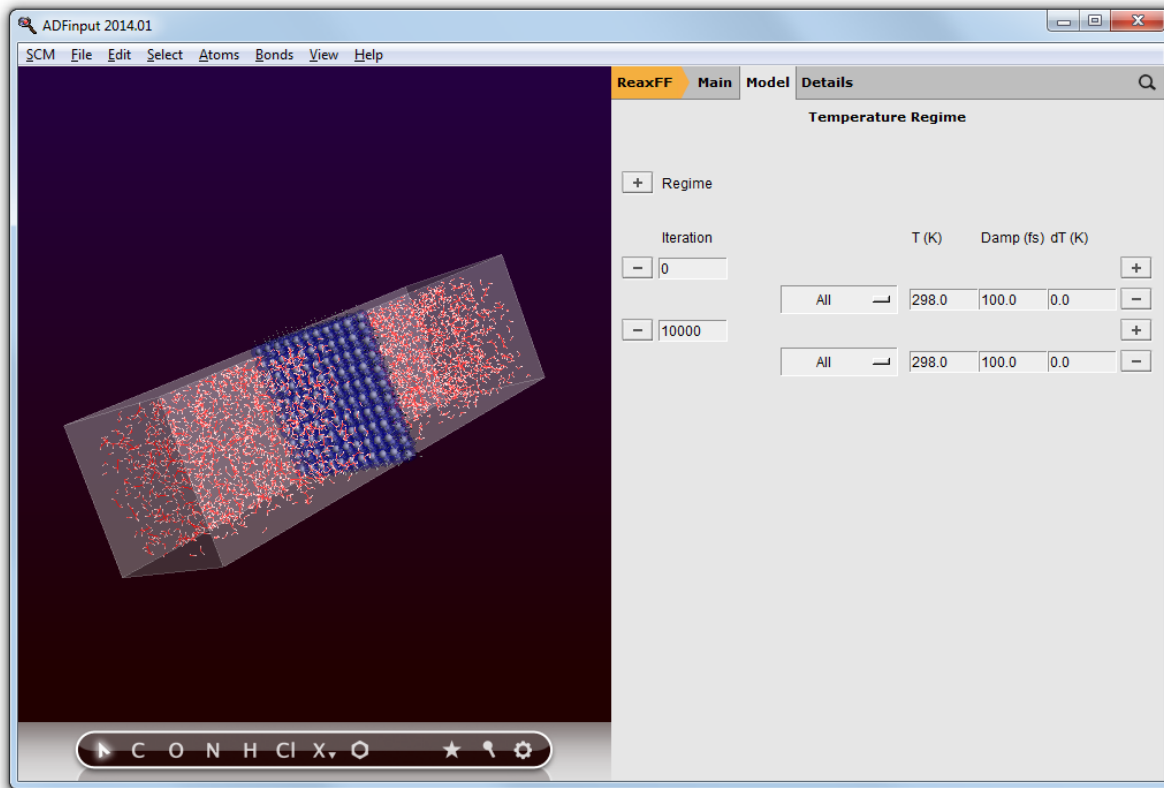 ADFinput 2014.01
SCM File Edit Select Atoms Bonds View Help
ReaxFF Main Model Details
Temperature Regime
+ Regime
Iteration T (K) Damp (fs) dT (K)
− 0 +
All 298.0 100.0 0.0 −
− 10000 +
All 298.0 100.0 0.0 −
C O N H Cl X